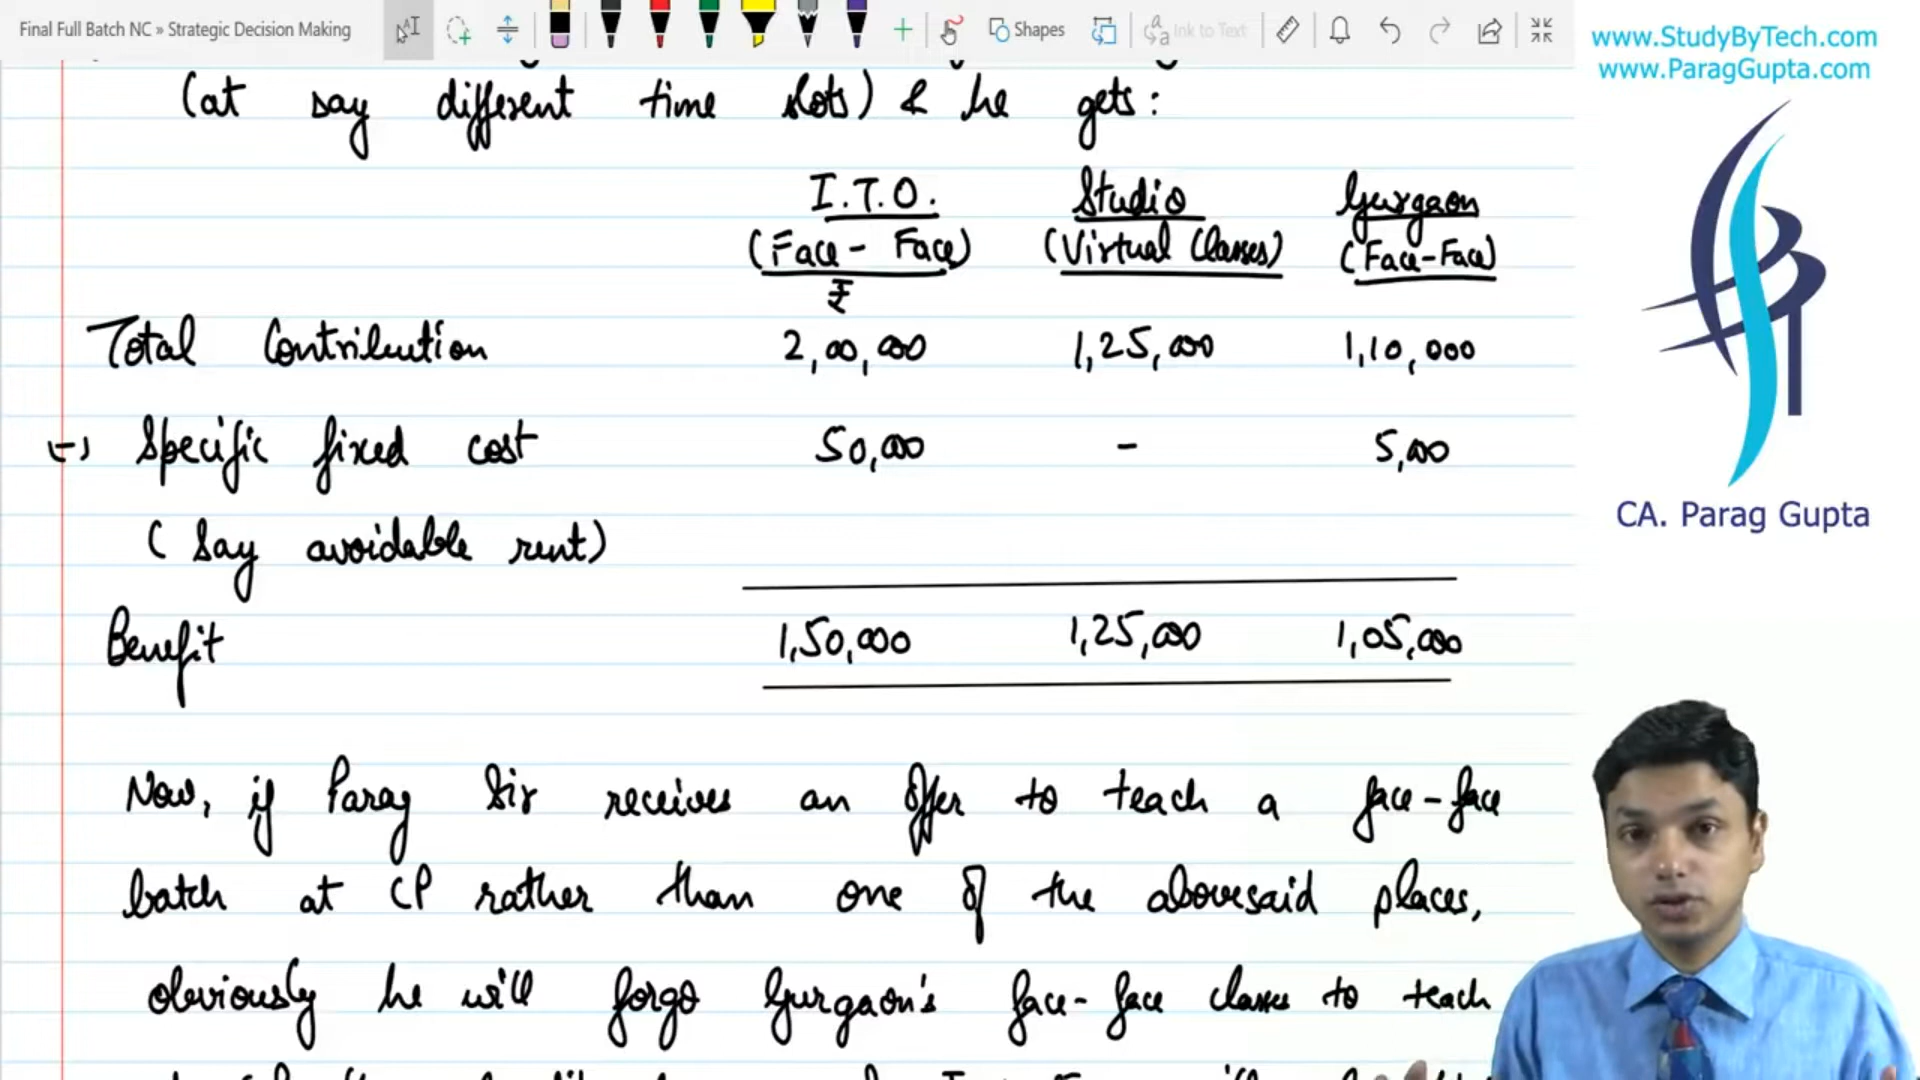 Final Full Batch NC » Strategic Decision Making
Shapes
Ink to Text
www.StudyByTech.com
www.ParagGupta.com
(at say different time slots) & he gets:
I.T.O. Studio Gurgaon
(Face - Face) (Virtual Classes) (Face-Face)
₹
Total Contribution 2,00,000 1,25,000 1,10,000
(-) Specific fixed cost 50,000 - 5,000
(Say avoidable rent)
CA. Parag Gupta
Benefit 1,50,000 1,25,000 1,05,000
Now, if Parag Sir receives an offer to teach a face-face
batch at CP rather than one of the abovesaid places,
obviously he will forgo Gurgaon's face-face classes to teach